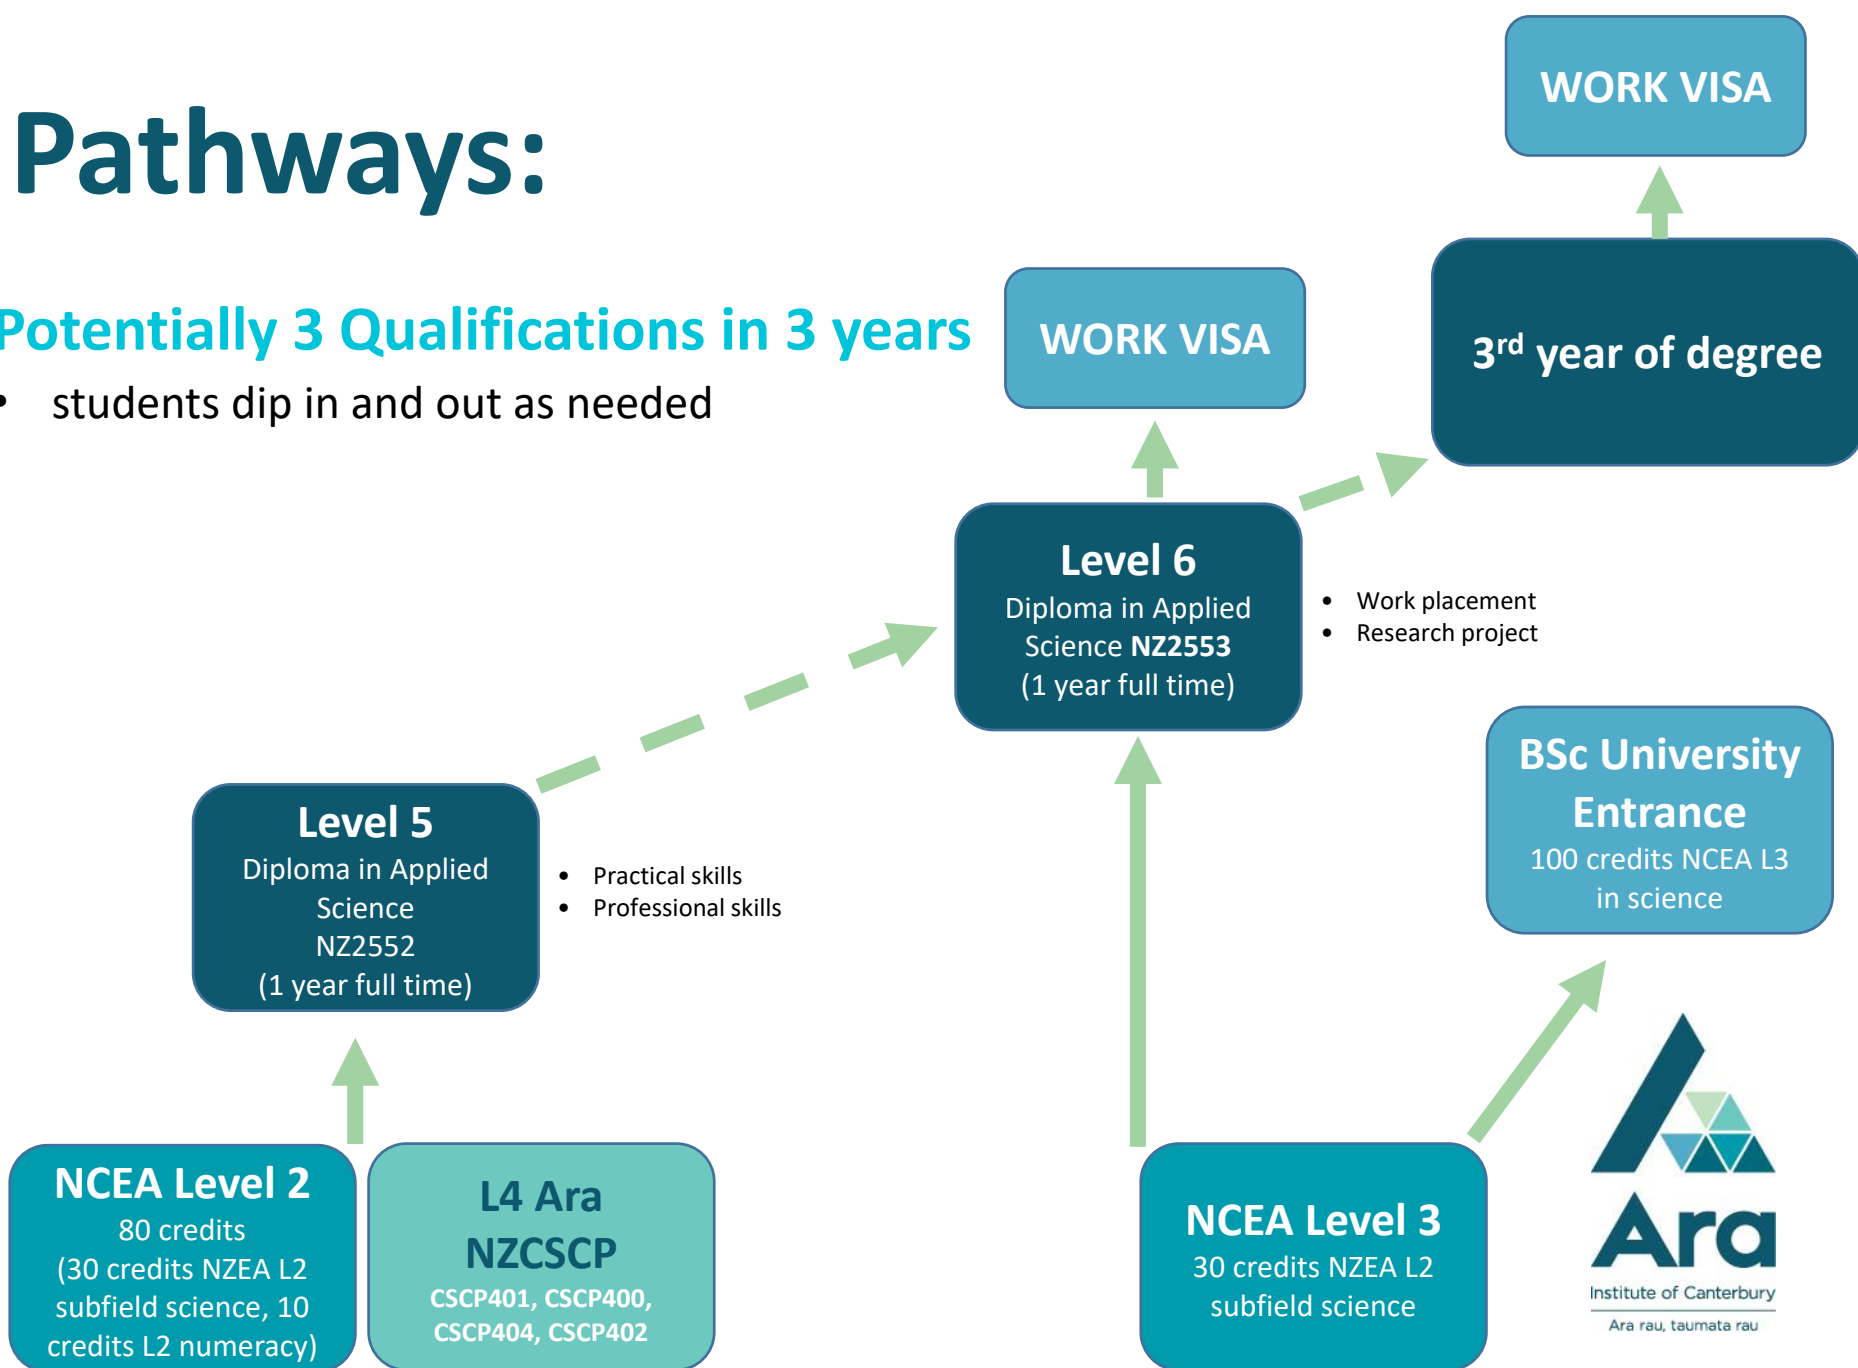 Pathways:
Potentially 3 Qualifications in 3 years
• students dip in and out as needed
WORK VISA
WORK VISA
3rd year of degree
Level 6
Diploma in Applied
Science NZ2553
(1 year full time)
• Work placement
• Research project
BSc University
Entrance
100 credits NCEA L3
in science
Level 5
Diploma in Applied
Science
NZ2552
(1 year full time)
• Practical skills
• Professional skills
NCEA Level 2
80 credits
(30 credits NZEA L2
subfield science, 10
credits L2 numeracy)
L4 Ara
NZCSCP
CSCP401, CSCP400,
CSCP404, CSCP402
NCEA Level 3
30 credits NZEA L2
subfield science
Ara
Institute of Canterbury
Ara rau, taumata rau